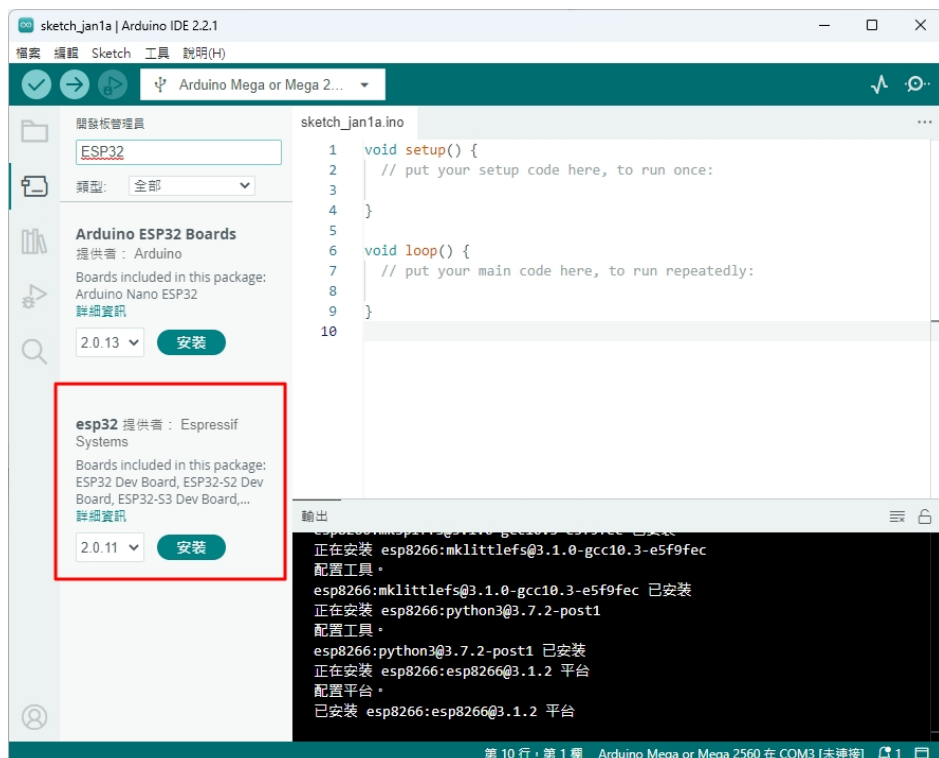 sketch_jan1a | Arduino IDE 2.2.1
檔案 編輯 Sketch 工具 說明(H)
Arduino Mega or Mega 2...
開發板管理員
ESP32
類型: 全部
Arduino ESP32 Boards
提供者： Arduino
Boards included in this package:
Arduino Nano ESP32
詳細資訊
2.0.13 安裝
esp32 提供者： Espressif
Systems
Boards included in this package:
ESP32 Dev Board, ESP32-S2 Dev
Board, ESP32-S3 Dev Board,...
詳細資訊
2.0.11 安裝
sketch_jan1a.ino
1 void setup() {
2 // put your setup code here, to run once:
3
4 }
5
6 void loop() {
7 // put your main code here, to run repeatedly:
8
9 }
10
輸出
正在安裝 esp8266:mklittlefs@3.1.0-gcc10.3-e5f9fec
配置工具。
esp8266:mklittlefs@3.1.0-gcc10.3-e5f9fec 已安裝
正在安裝 esp8266:python3@3.7.2-post1
配置工具。
esp8266:python3@3.7.2-post1 已安裝
正在安裝 esp8266:esp8266@3.1.2 平台
配置平台。
已安裝 esp8266:esp8266@3.1.2 平台
第 10 行，第 1 欄 Arduino Mega or Mega 2560 在 COM3 [未連接] 1